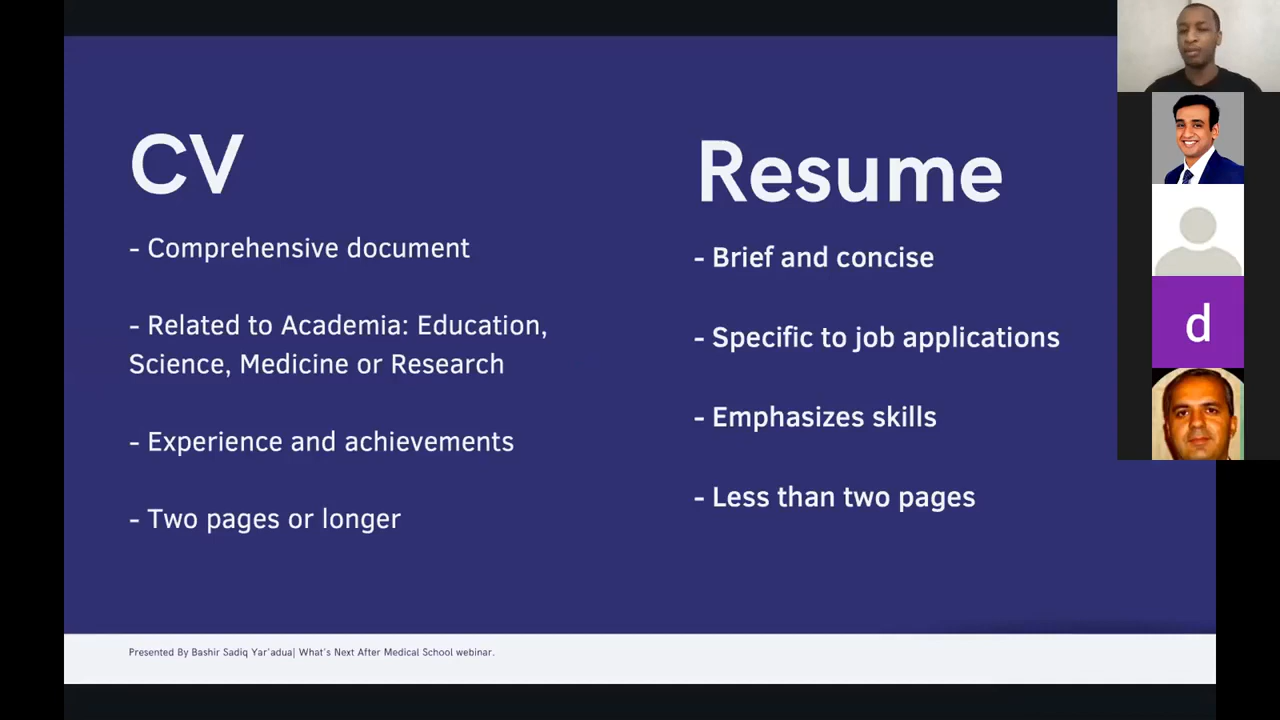 CV
- Comprehensive document
- Related to Academia: Education,
Science, Medicine or Research
- Experience and achievements
- Two pages or longer
Resume
- Brief and concise
- Specific to job applications
- Emphasizes skills
- Less than two pages
d
Presented By Bashir Sadiq Yar'adua| What's Next After Medical School webinar.